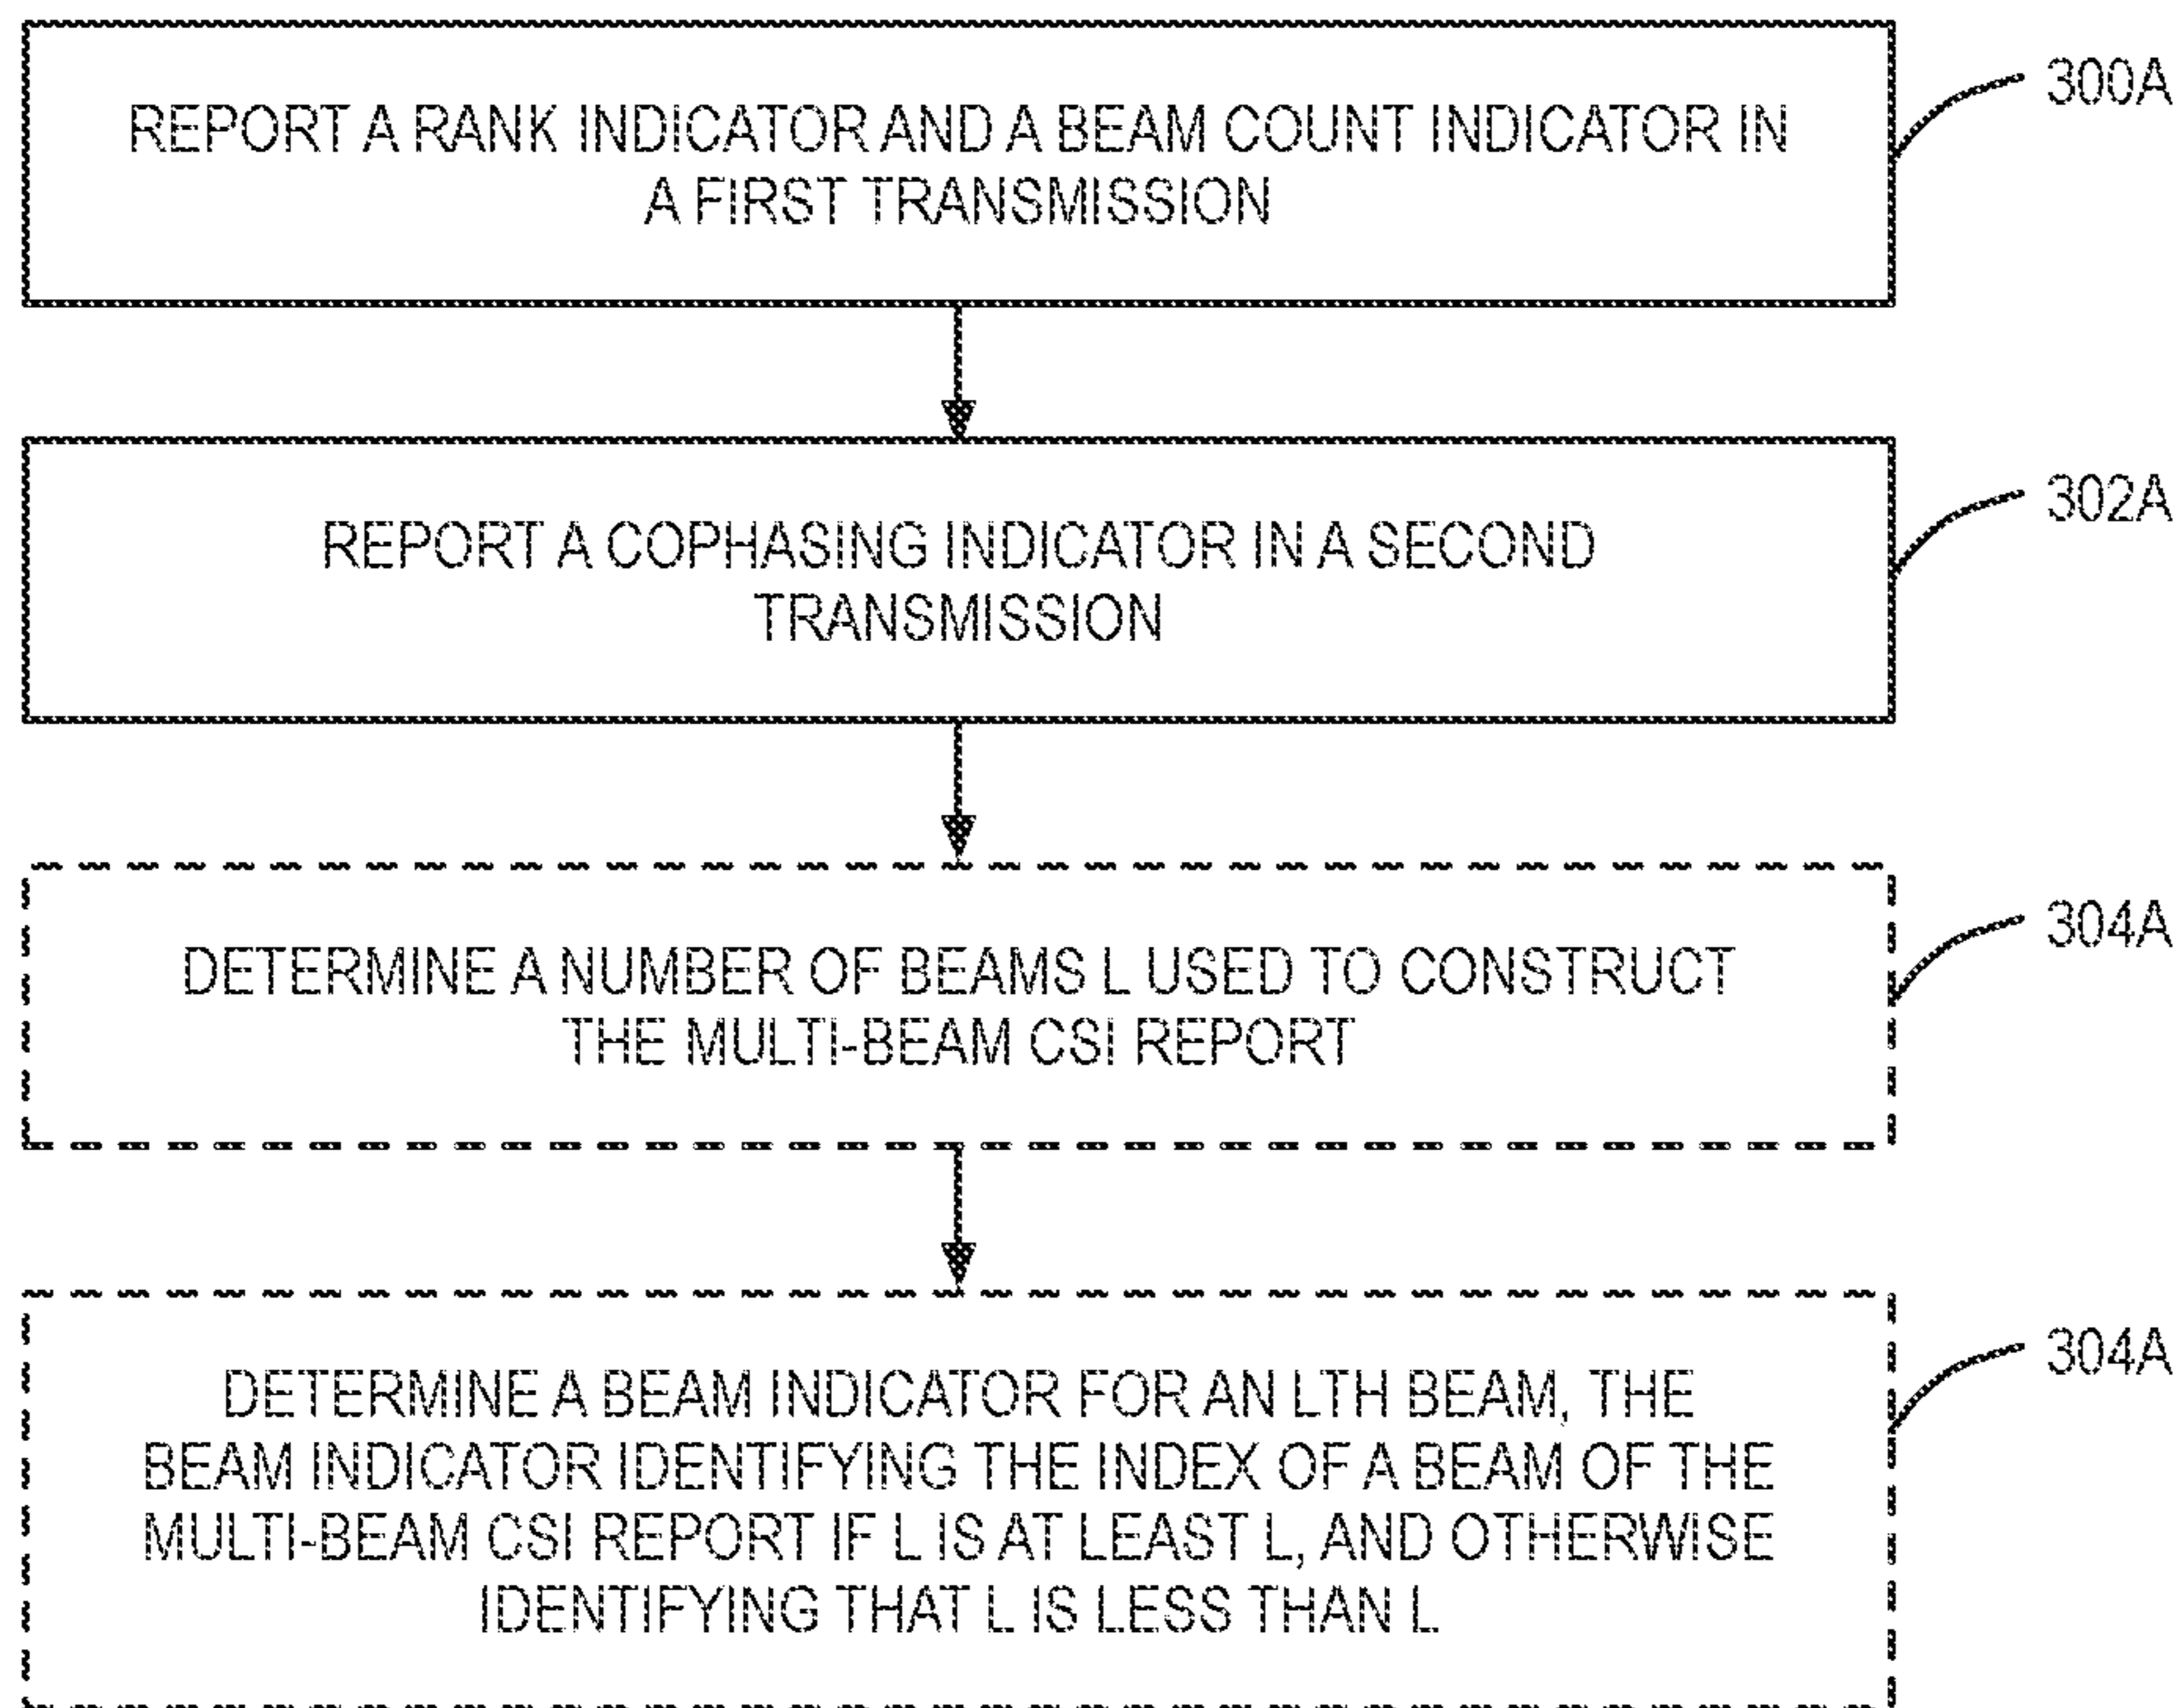 REPORT A RANK INDICATOR AND A BEAM COUNT INDICATOR IN
A FIRST TRANSMISSION
300A
REPORT A COPHASING INDICATOR IN A SECOND
TRANSMISSION
302A
DETERMINE A NUMBER OF BEAMS L USED TO CONSTRUCT
THE MULTI-BEAM CSI REPORT
304A
DETERMINE A BEAM INDICATOR FOR AN LTH BEAM, THE
BEAM INDICATOR IDENTIFYING THE INDEX OF A BEAM OF THE
MULTI-BEAM CSI REPORT IF L IS AT LEAST L, AND OTHERWISE
IDENTIFYING THAT L IS LESS THAN L
304A